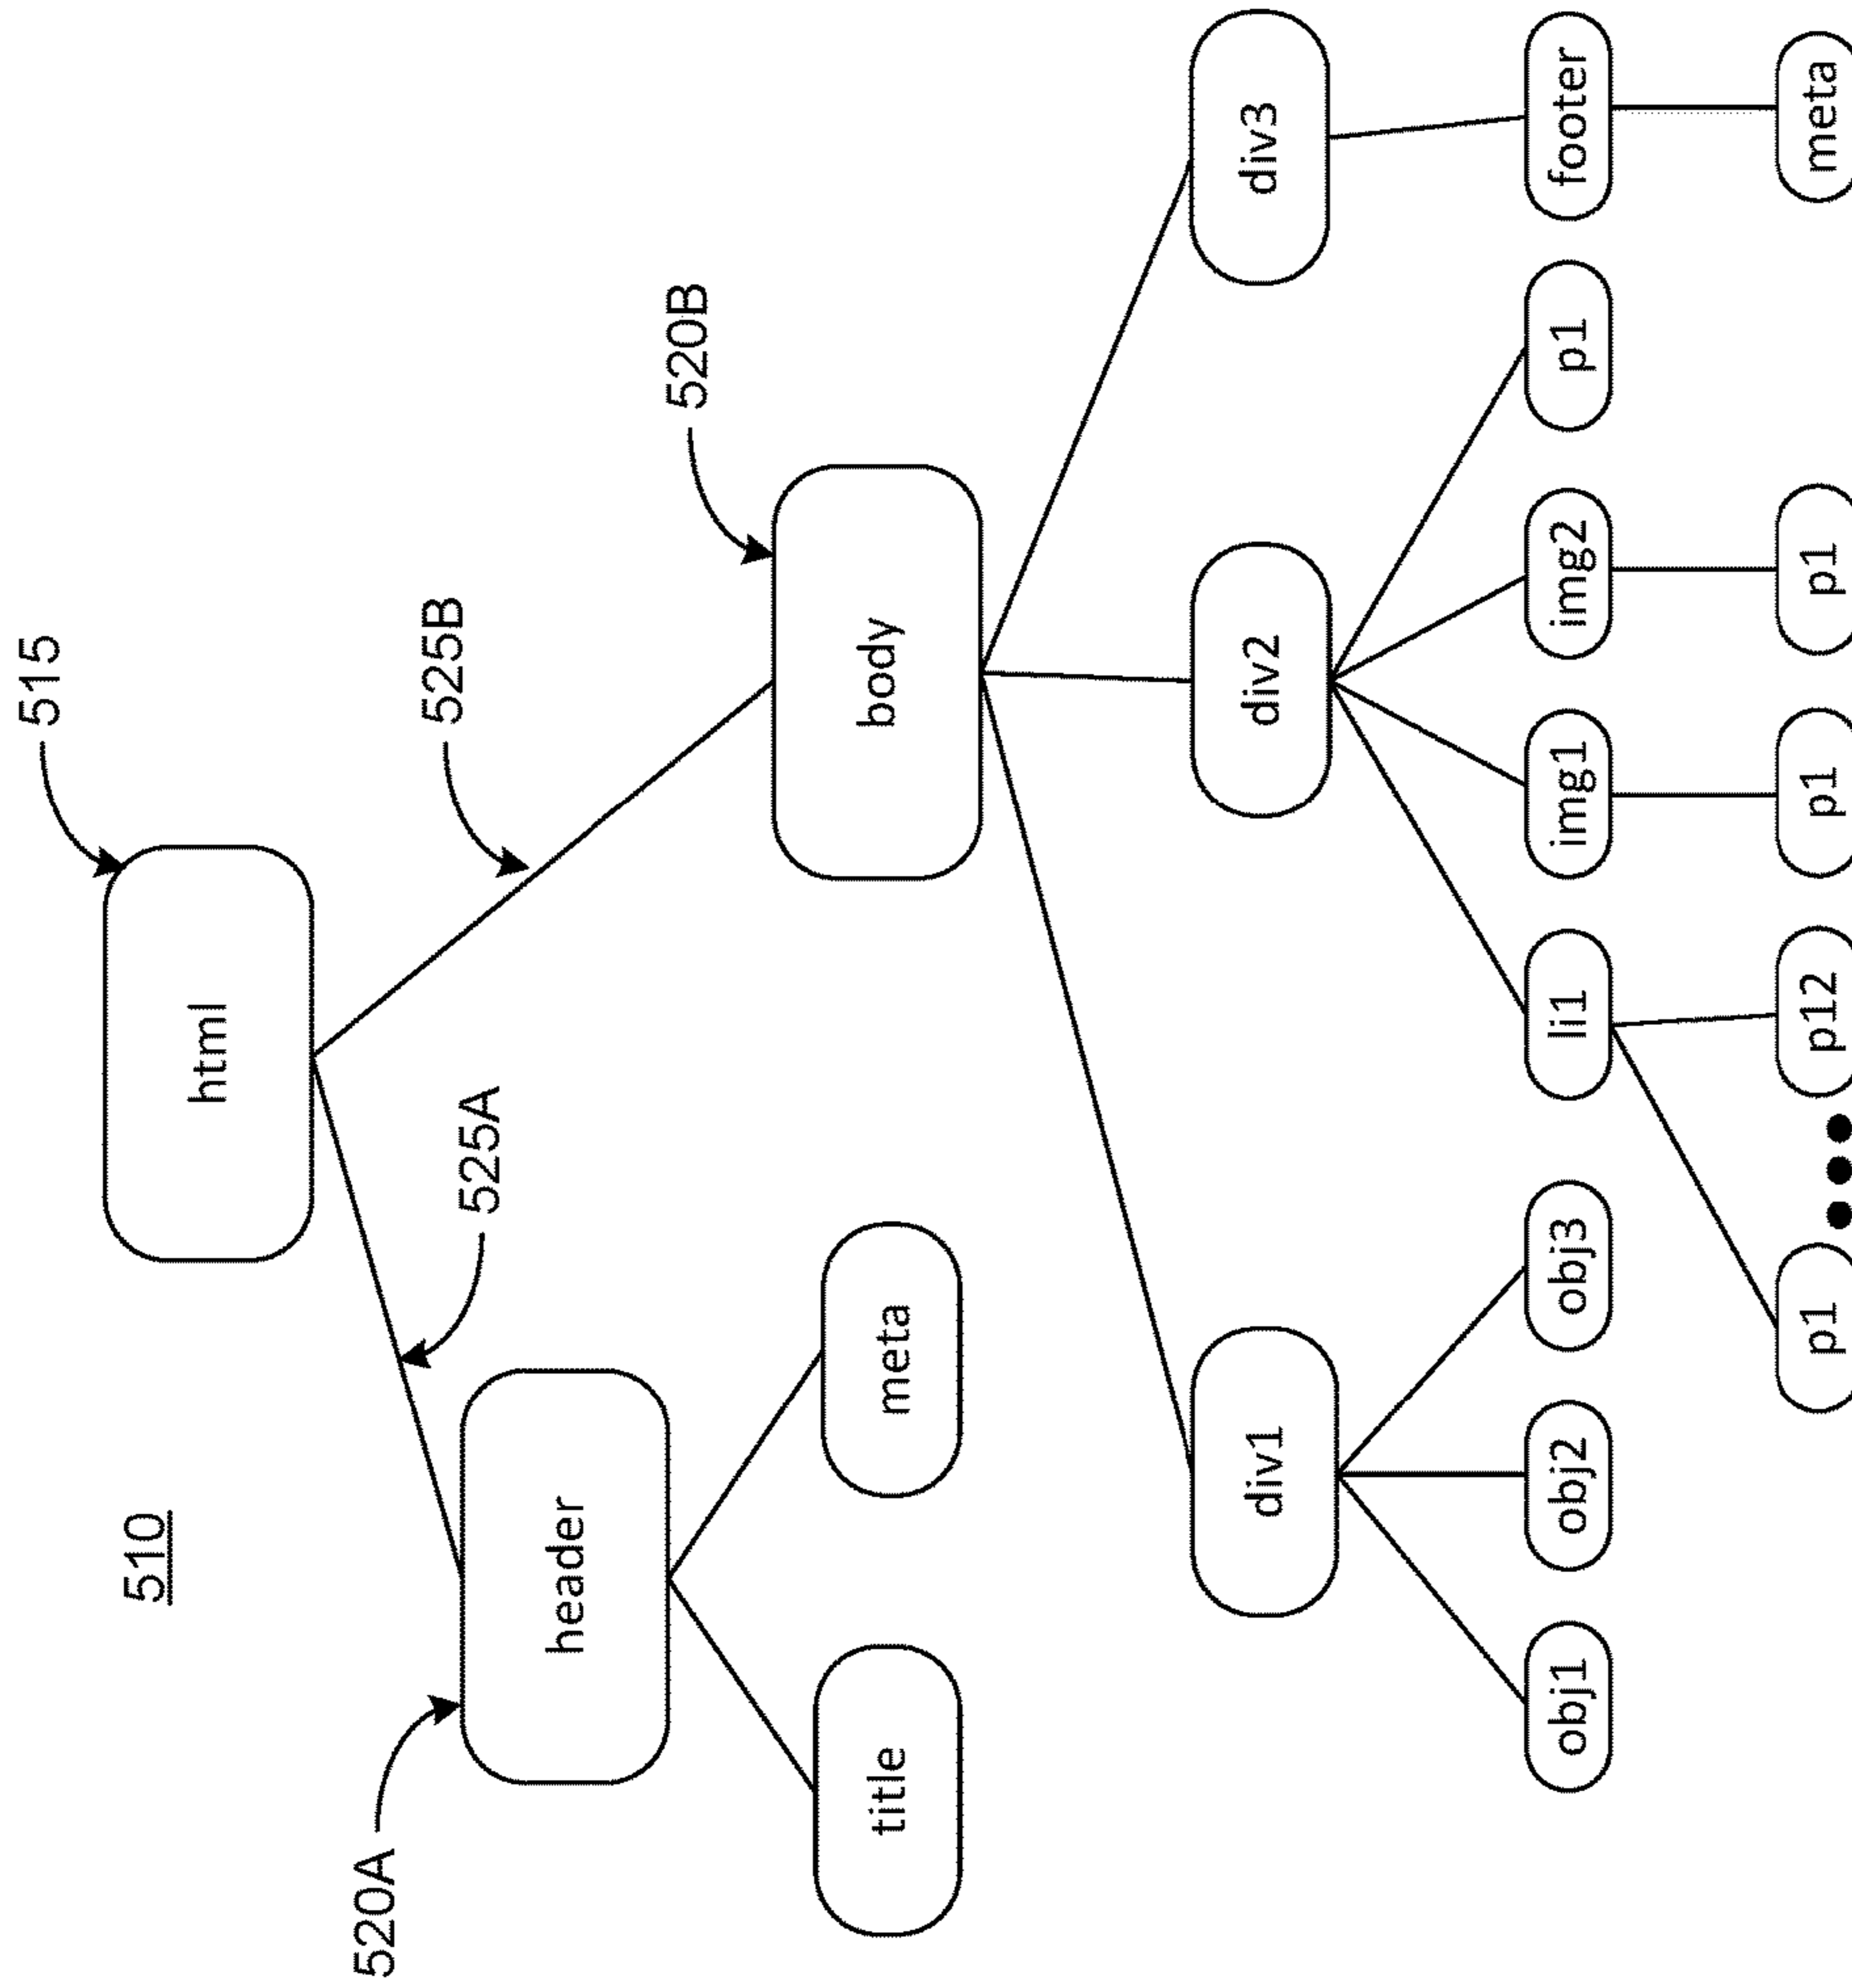 510
515
html
525A
525B
520A
header
520B
body
title
meta
div1
div2
div3
obj1
obj2
obj3
li1
img1
img2
p1
footer
p1
p12
p1
p1
meta